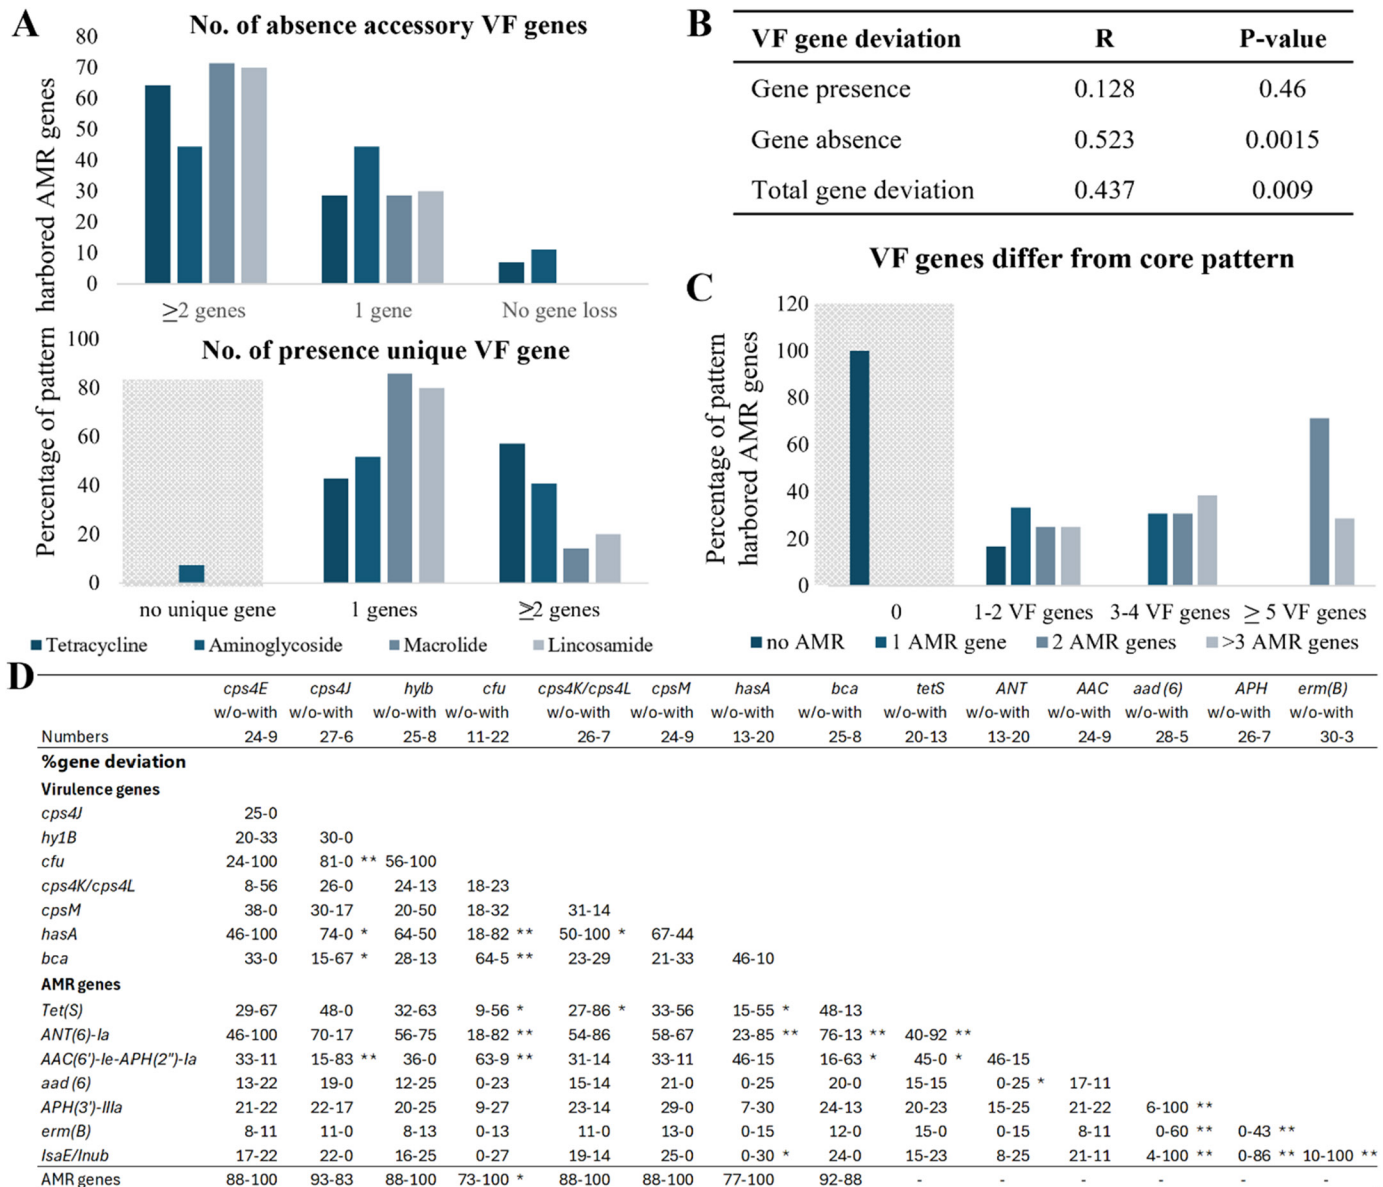 A
No. of absence accessory VF genes
Percentage of pattern harbored AMR genes
80
70
60
50
40
30
20
10
0
≥2 genes 1 gene No gene loss
No. of presence unique VF gene
100
80
60
40
20
0
no unique gene 1 genes ≥2 genes
Tetracycline Aminoglycoside Macrolide Lincosamide
B
VF gene deviation R P-value
Gene presence 0.128 0.46
Gene absence 0.523 0.0015
Total gene deviation 0.437 0.009
C
VF genes differ from core pattern
Percentage of pattern
harbored AMR genes
120
100
80
60
40
20
0
0 1-2 VF genes 3-4 VF genes ≥ 5 VF genes
no AMR 1 AMR gene 2 AMR genes >3 AMR genes
D
cps4E cps4J hylb cfu cps4K/cps4L cpsM hasA bca tetS ANT AAC aad (6) APH erm(B)
w/o-with w/o-with w/o-with w/o-with w/o-with w/o-with w/o-with w/o-with w/o-with w/o-with w/o-with w/o-with w/o-with w/o-with
Numbers 24-9 27-6 25-8 11-22 26-7 24-9 13-20 25-8 20-13 13-20 24-9 28-5 26-7 30-3
%gene deviation
Virulence genes
cps4J 25-0
hy1B 20-33 30-0
cfu 24-100 81-0 ** 56-100
cps4K/cps4L 8-56 26-0 24-13 18-23
cpsM 38-0 30-17 20-50 18-32 31-14
hasA 46-100 74-0 * 64-50 18-82 ** 50-100 * 67-44
bca 33-0 15-67 * 28-13 64-5 ** 23-29 21-33 46-10
AMR genes
Tet(S) 29-67 48-0 32-63 9-56 * 27-86 * 33-56 15-55 * 48-13
ANT(6)-Ia 46-100 70-17 56-75 18-82 ** 54-86 58-67 23-85 ** 76-13 ** 40-92 **
AAC(6')-Ie-APH(2")-Ia 33-11 15-83 ** 36-0 63-9 ** 31-14 33-11 46-15 16-63 * 45-0 * 46-15
aad (6) 13-22 19-0 12-25 0-23 15-14 21-0 0-25 20-0 15-15 0-25 * 17-11
APH(3')-IIIa 21-22 22-17 20-25 9-27 23-14 29-0 7-30 24-13 20-23 15-25 21-22 6-100 **
erm(B) 8-11 11-0 8-13 0-13 11-0 13-0 0-15 12-0 15-0 0-15 8-11 0-60 ** 0-43 **
IsaE/Inub 17-22 22-0 16-25 0-27 19-14 25-0 0-30 * 24-0 15-23 8-25 21-11 4-100 ** 0-86 ** 10-100 **
AMR genes 88-100 93-83 88-100 73-100 * 88-100 88-100 77-100 92-88 - - - - - -